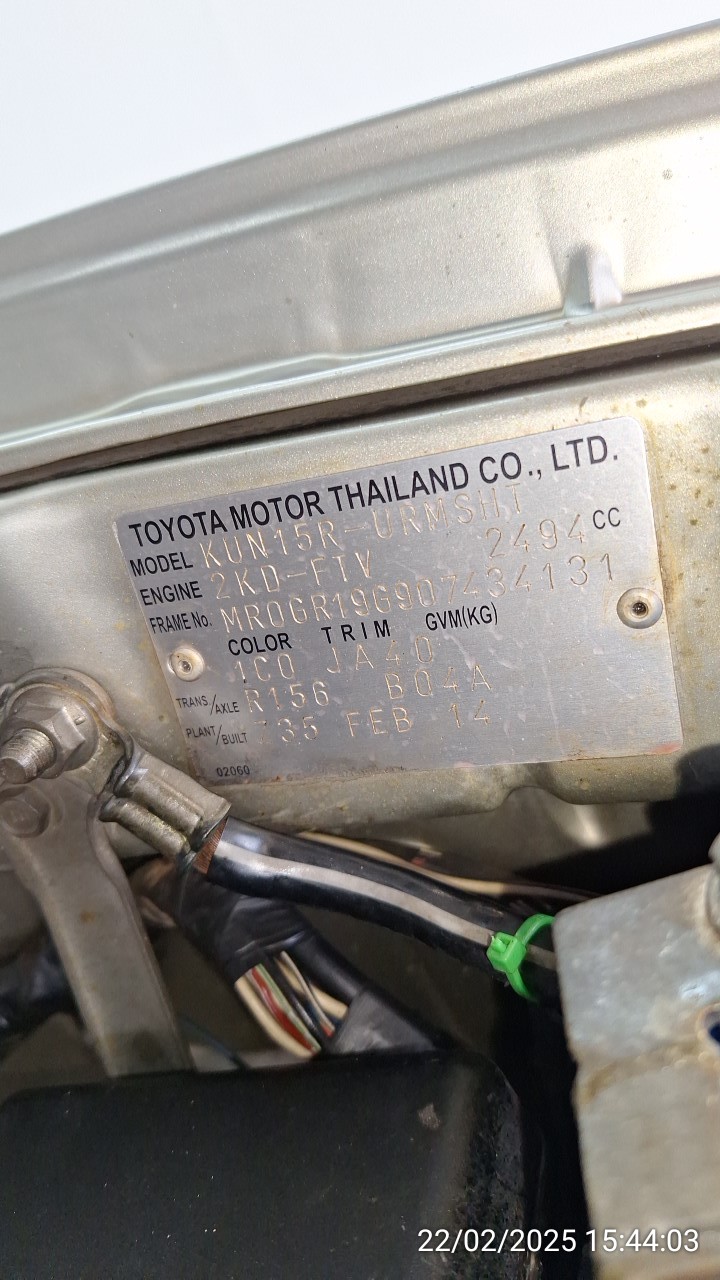 TOYOTA MOTOR THAILAND CO., LTD.
MODEL KUN15R-URMSHT
ENGINE 2KD-FTV 2494 CC
FRAME No. MR0GR19G907434131
COLOR TRIM GVM(KG)
1C0 JA40
TRANS/AXLE R156 B04A
PLANT/BUILT 735 FEB 14
02060
22/02/2025 15:44:03